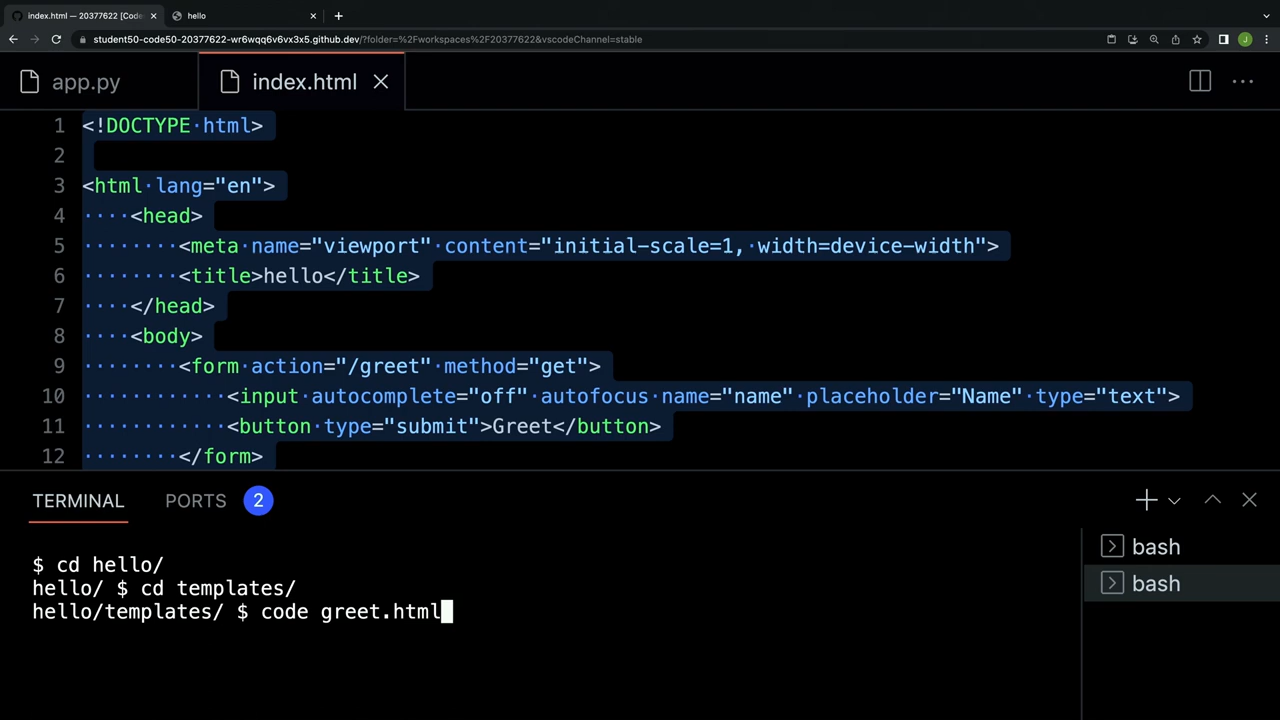 index.html — 20377622 [Code
hello
student50-code50-20377622-wr6wqq6v6vx3x5.github.dev/?folder=%2Fworkspaces%2F20377622&vscodeChannel=stable
J
app.py
index.html
1 <!DOCTYPE·html>
2
3 <html·lang="en">
4 ····<head>
5 ········<meta·name="viewport"·content="initial-scale=1,·width=device-width">
6 ········<title>hello</title>
7 ····</head>
8 ····<body>
9 ········<form·action="/greet"·method="get">
10 ············<input·autocomplete="off"·autofocus·name="name"·placeholder="Name"·type="text">
11 ············<button·type="submit">Greet</button>
12 ········</form>
TERMINAL PORTS 2
$ cd hello/
hello/ $ cd templates/
hello/templates/ $ code greet.html
bash
bash